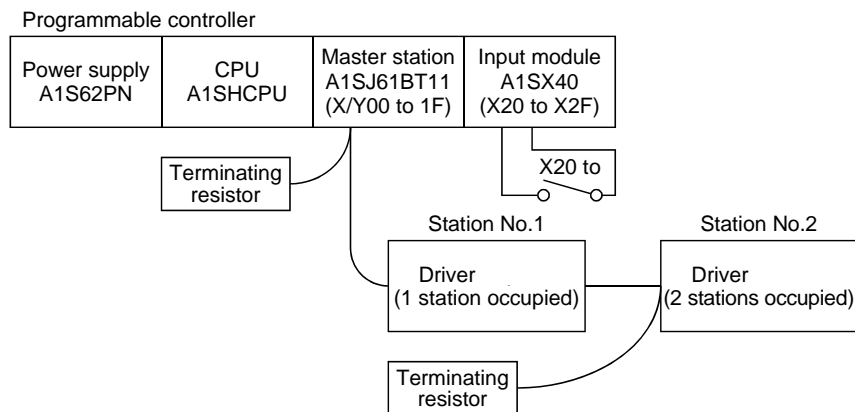 Programmable controller
Power supply
A1S62PN
CPU
A1SHCPU
Master station
A1SJ61BT11
(X/Y00 to 1F)
Input module
A1SX40
(X20 to X2F)
Terminating
resistor
X20 to
Station No.1
Station No.2
Driver
(1 station occupied)
Driver
(2 stations occupied)
Terminating
resistor